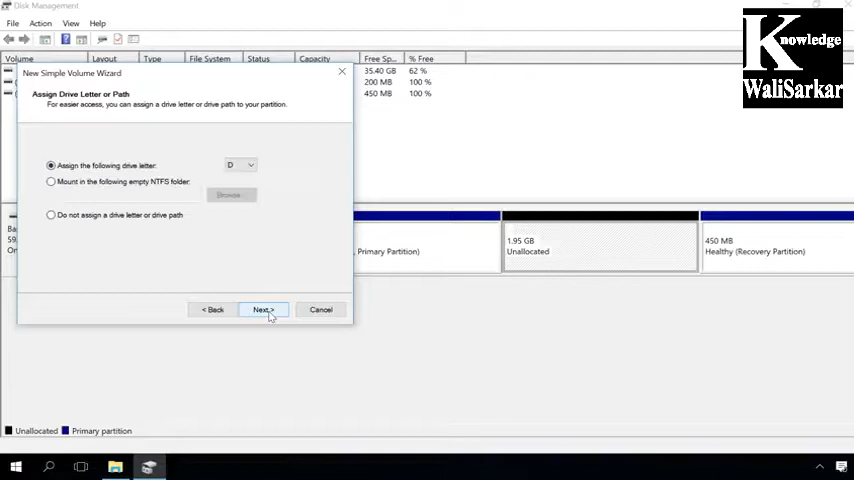 Disk Management
File Action View Help
Volume Layout Type File System Status Capacity Free Sp... % Free
35.40 GB 62 %
200 MB 100 %
450 MB 100 %
New Simple Volume Wizard
Assign Drive Letter or Path
For easier access, you can assign a drive letter or drive path to your partition.
Assign the following drive letter: D
Mount in the following empty NTFS folder:
Browse...
Do not assign a drive letter or drive path
< Back Next > Cancel
Ba
59.
On
, Primary Partition)
1.95 GB
Unallocated
450 MB
Healthy (Recovery Partition)
Unallocated Primary partition
Knowledge
WaliSarkar